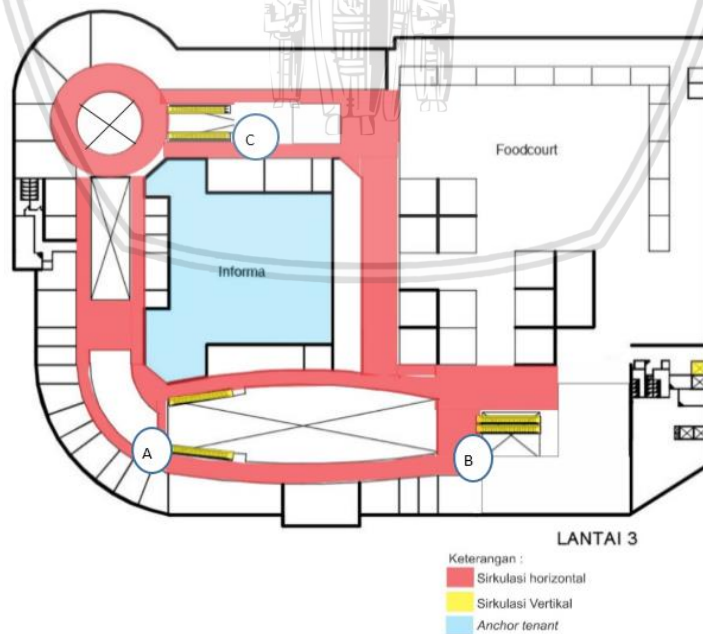 C
Foodcourt
Informa
A
B
LANTAI 3
Keterangan :
Sirkulasi horizontal
Sirkulasi Vertikal
Anchor tenant